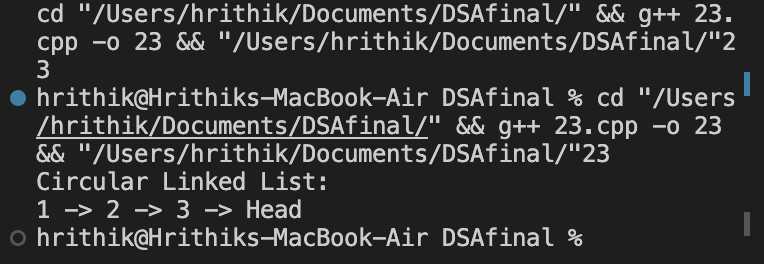 cd "/Users/hrithik/Documents/DSAfinal/" && g++ 23.
cpp -o 23 && "/Users/hrithik/Documents/DSAfinal/"2
3
hrithik@Hrithiks-MacBook-Air DSAfinal % cd "/Users
/hrithik/Documents/DSAfinal/" && g++ 23.cpp -o 23
&& "/Users/hrithik/Documents/DSAfinal/"23
Circular Linked List:
1 -> 2 -> 3 -> Head
hrithik@Hrithiks-MacBook-Air DSAfinal %